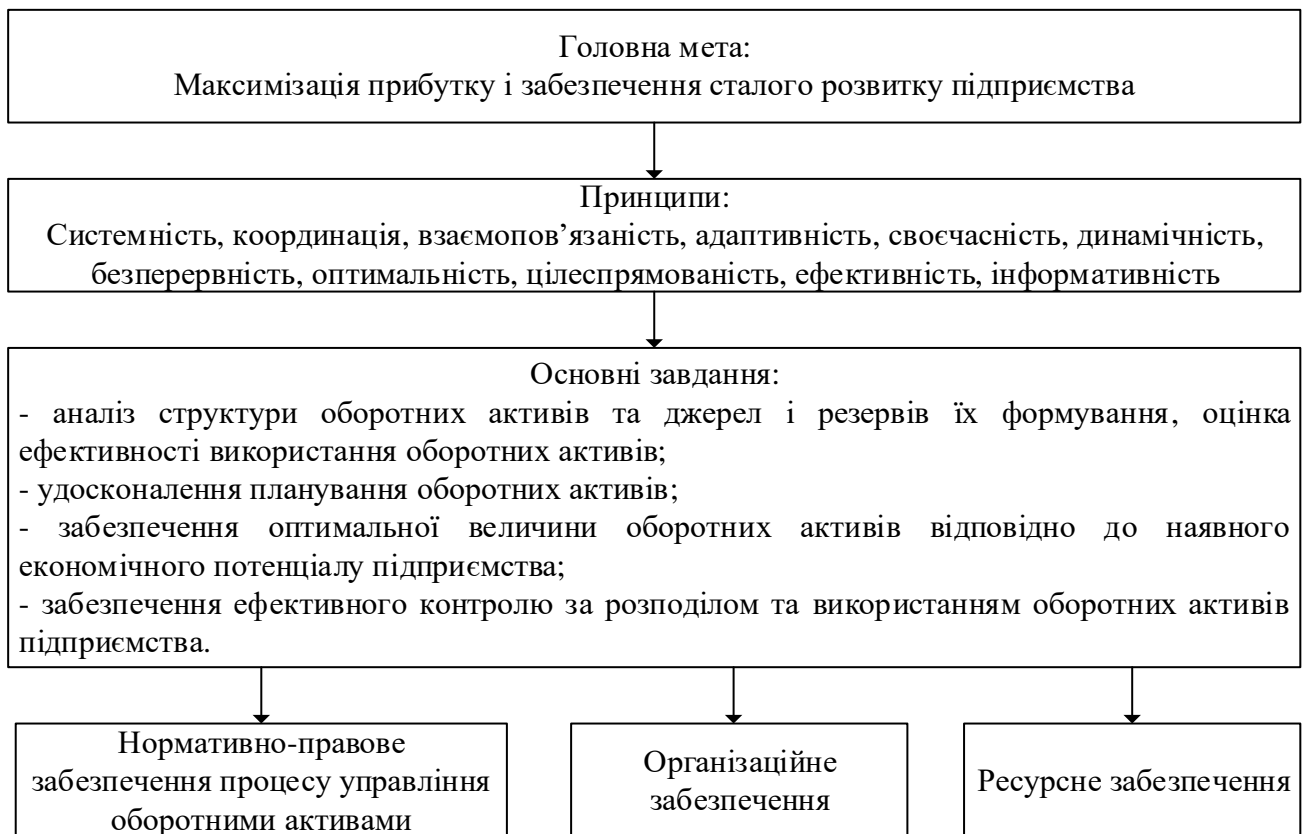 Головна мета:
Максимізація прибутку і забезпечення сталого розвитку підприємства
Принципи:
Системність, координація, взаємопов’язаність, адаптивність, своєчасність, динамічність,
безперервність, оптимальність, цілеспрямованість, ефективність, інформативність
Основні завдання:
- аналіз структури оборотних активів та джерел і резервів їх формування, оцінка
ефективності використання оборотних активів;
- удосконалення планування оборотних активів;
- забезпечення оптимальної величини оборотних активів відповідно до наявного
економічного потенціалу підприємства;
- забезпечення ефективного контролю за розподілом та використанням оборотних активів
підприємства.
Нормативно-правове
забезпечення процесу управління
оборотними активами
Організаційне
забезпечення
Ресурсне забезпечення